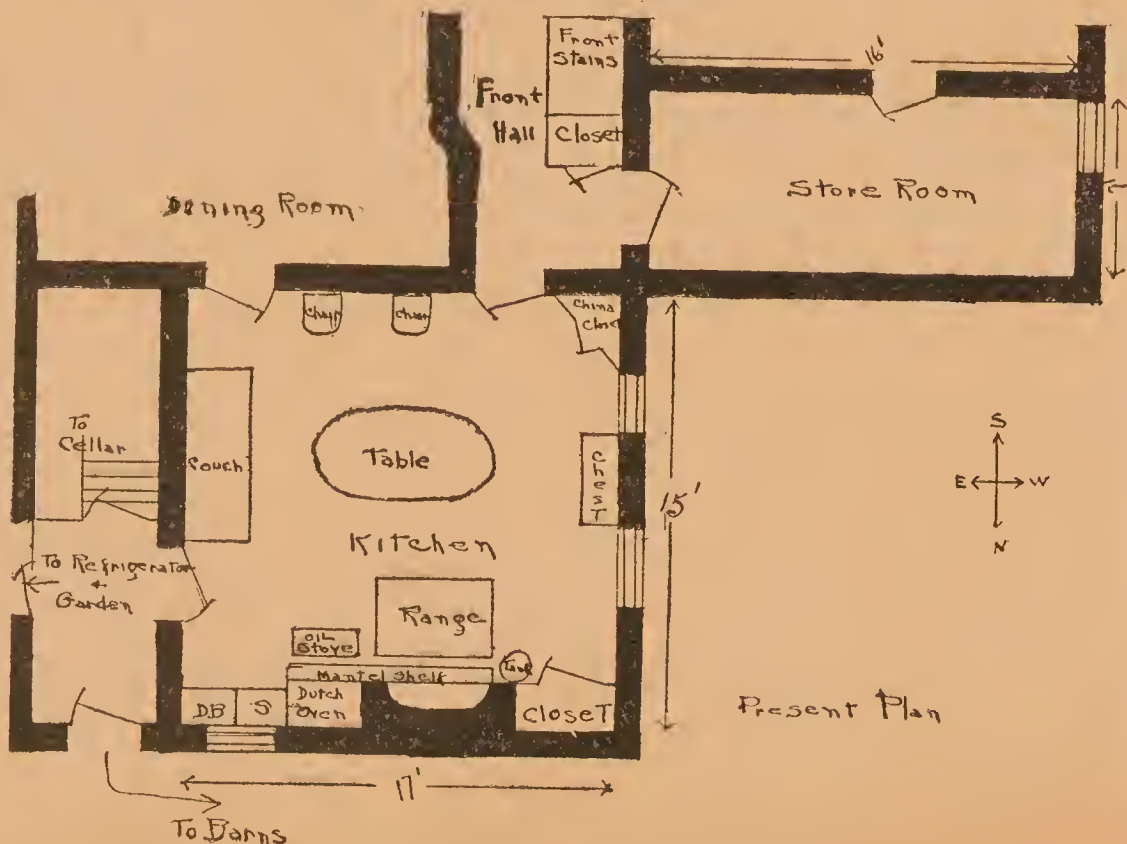 Front
Stairs
16'
Front
Hall
Closet
Store Room
7'
Dining Room
Chair
Chair
China
Closet
To
Cellar
Couch
Table
Chest
15'
S
E W
N
Kitchen
To Refrigerator
+
Garden
Range
OIL
Stove
Tank
Mantel Shelf
DB
S
Dutch
Oven
Closet
Present Plan
17'
To Barns